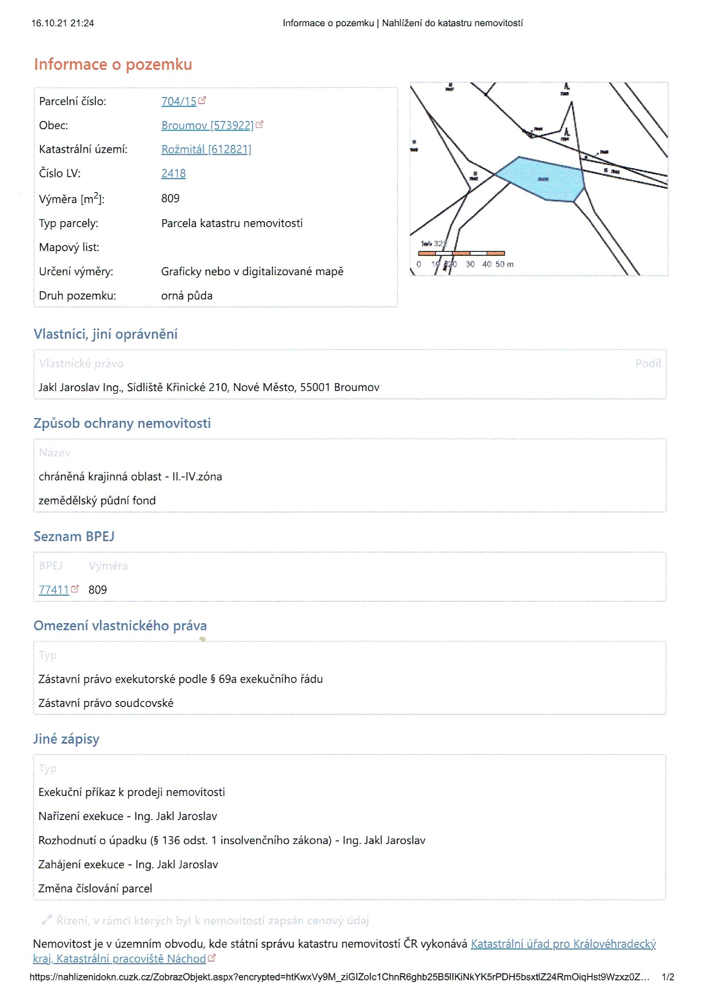 16.10.21 21:24
Informace o pozemku | Nahlížení do katastru nemovitostí
Informace o pozemku
Parcelní číslo: 704/15
Obec: Broumov [573922]
Katastrální území: Rožmitál [612821]
Číslo LV: 2418
Výměra [m2]: 809
Typ parcely: Parcela katastru nemovitostí
Mapový list:
Určení výměry: Graficky nebo v digitalizované mapě
Druh pozemku: orná půda
0 10 20 30 40 50 m
Vlastníci, jiní oprávnění
Vlastnické právo Podíl
Jakl Jaroslav Ing., Sídliště Křinické 210, Nové Město, 55001 Broumov
Způsob ochrany nemovitosti
Název
chráněná krajinná oblast - II.-IV.zóna
zemědělský půdní fond
Seznam BPEJ
BPEJ Výměra
77411 809
Omezení vlastnického práva
Typ
Zástavní právo exekutorské podle § 69a exekučního řádu
Zástavní právo soudcovské
Jiné zápisy
Typ
Exekuční příkaz k prodeji nemovitosti
Nařízení exekuce - Ing. Jakl Jaroslav
Rozhodnutí o úpadku (§ 136 odst. 1 insolvenčního zákona) - Ing. Jakl Jaroslav
Zahájení exekuce - Ing. Jakl Jaroslav
Změna číslování parcel
Řízení, v rámci kterých byl k nemovitosti zapsán cenový údaj
Nemovitost je v územním obvodu, kde státní správu katastru nemovitostí ČR vykonává Katastrální úřad pro Královéhradecký
kraj, Katastrální pracoviště Náchod
https://nahlizenidokn.cuzk.cz/ZobrazObjekt.aspx?encrypted=htKwxVy9M_ziGIZolc1ChnR6ghb25B5lIKiNkYK5rPDH5bsxtlZ24RmOiqHst9Wzxz0Z... 1/2